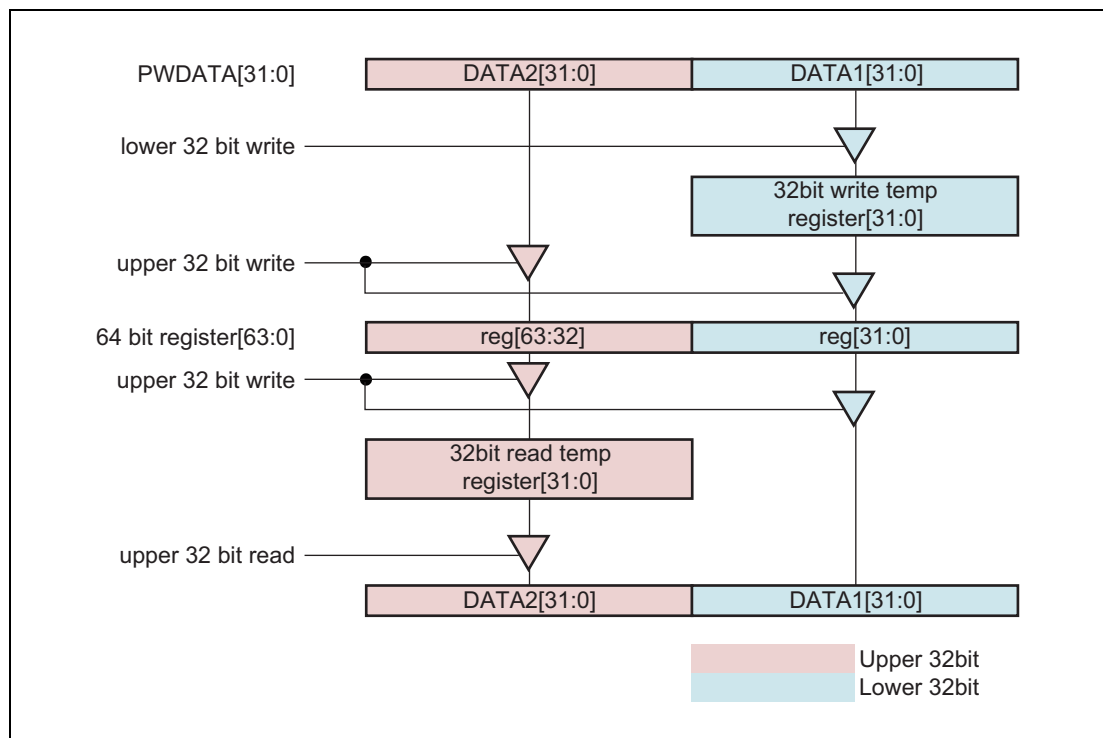 PWDATA[31:0]
DATA2[31:0]
DATA1[31:0]
lower 32 bit write
32bit write temp
register[31:0]
upper 32 bit write
64 bit register[63:0]
reg[63:32]
reg[31:0]
upper 32 bit write
32bit read temp
register[31:0]
upper 32 bit read
DATA2[31:0]
DATA1[31:0]
Upper 32bit
Lower 32bit